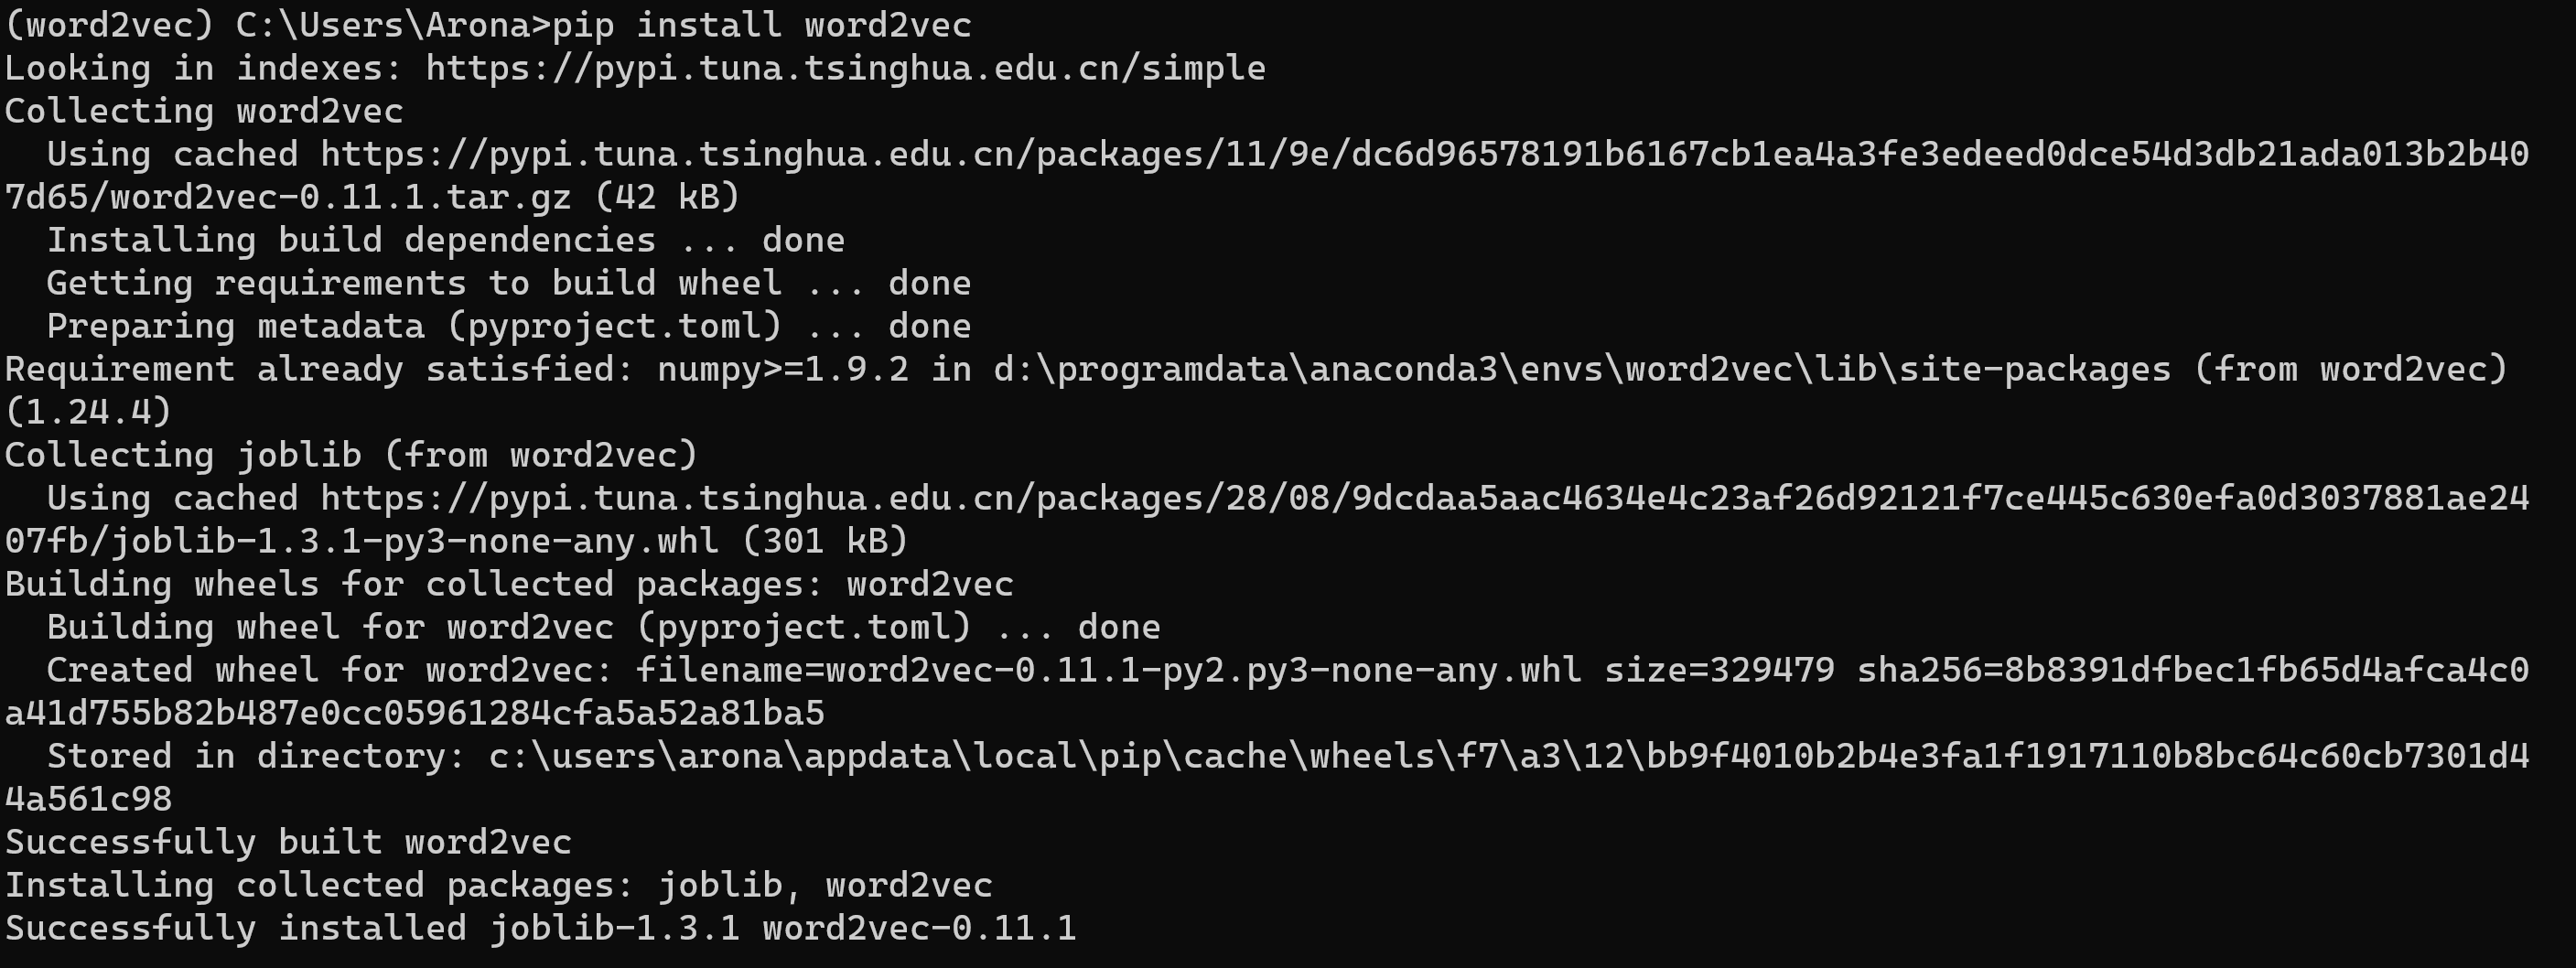 (word2vec) C:\Users\Arona>pip install word2vec
Looking in indexes: https://pypi.tuna.tsinghua.edu.cn/simple
Collecting word2vec
  Using cached https://pypi.tuna.tsinghua.edu.cn/packages/11/9e/dc6d96578191b6167cb1ea4a3fe3edeed0dce54d3db21ada013b2b40
7d65/word2vec-0.11.1.tar.gz (42 kB)
  Installing build dependencies ... done
  Getting requirements to build wheel ... done
  Preparing metadata (pyproject.toml) ... done
Requirement already satisfied: numpy>=1.9.2 in d:\programdata\anaconda3\envs\word2vec\lib\site-packages (from word2vec)
(1.24.4)
Collecting joblib (from word2vec)
  Using cached https://pypi.tuna.tsinghua.edu.cn/packages/28/08/9dcdaa5aac4634e4c23af26d92121f7ce445c630efa0d3037881ae24
07fb/joblib-1.3.1-py3-none-any.whl (301 kB)
Building wheels for collected packages: word2vec
  Building wheel for word2vec (pyproject.toml) ... done
  Created wheel for word2vec: filename=word2vec-0.11.1-py2.py3-none-any.whl size=329479 sha256=8b8391dfbec1fb65d4afca4c0
a41d755b82b487e0cc05961284cfa5a52a81ba5
  Stored in directory: c:\users\arona\appdata\local\pip\cache\wheels\f7\a3\12\bb9f4010b2b4e3fa1f1917110b8bc64c60cb7301d4
4a561c98
Successfully built word2vec
Installing collected packages: joblib, word2vec
Successfully installed joblib-1.3.1 word2vec-0.11.1